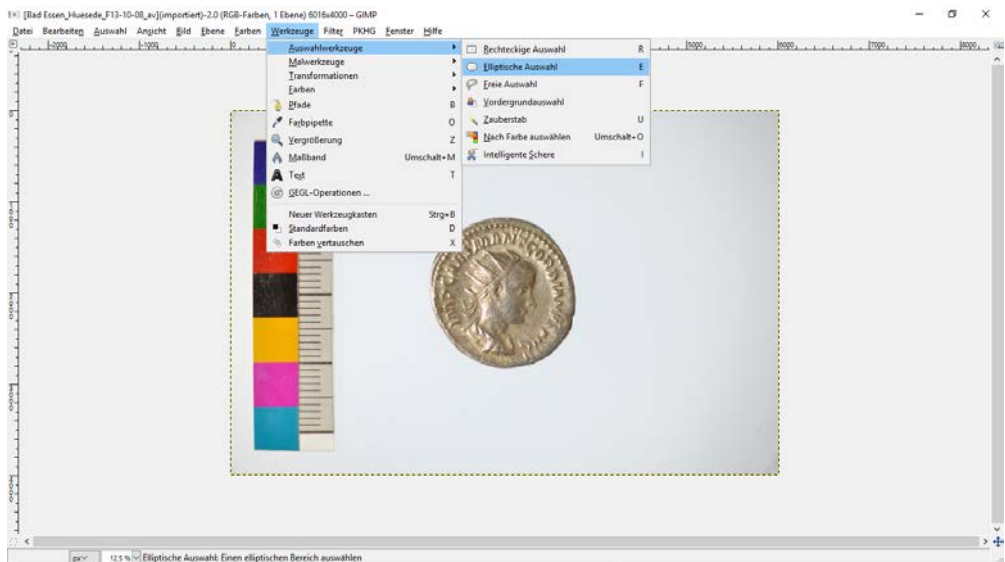 [Bad Essen_Huesede_F13-10-08_av](importiert)-2.0 (RGB-Farben, 1 Ebene) 6016x4000 – GIMP
Datei Bearbeiten Auswahl Ansicht Bild Ebene Farben Werkzeuge Filter PKHG Fenster Hilfe
Auswahlwerkzeuge
Malwerkzeuge
Transformationen
Farben
Pfade B
Farbpipette O
Vergrößerung Z
Maßband Umschalt+M
Text T
GEGL-Operationen ...
Neuer Werkzeugkasten Strg+B
Standardfarben D
Farben vertauschen X
Rechteckige Auswahl R
Elliptische Auswahl E
Freie Auswahl F
Vordergrundauswahl
Zauberstab U
Nach Farbe auswählen Umschalt+O
Intelligente Schere I
px 12,5 % Elliptische Auswahl: Einen elliptischen Bereich auswählen